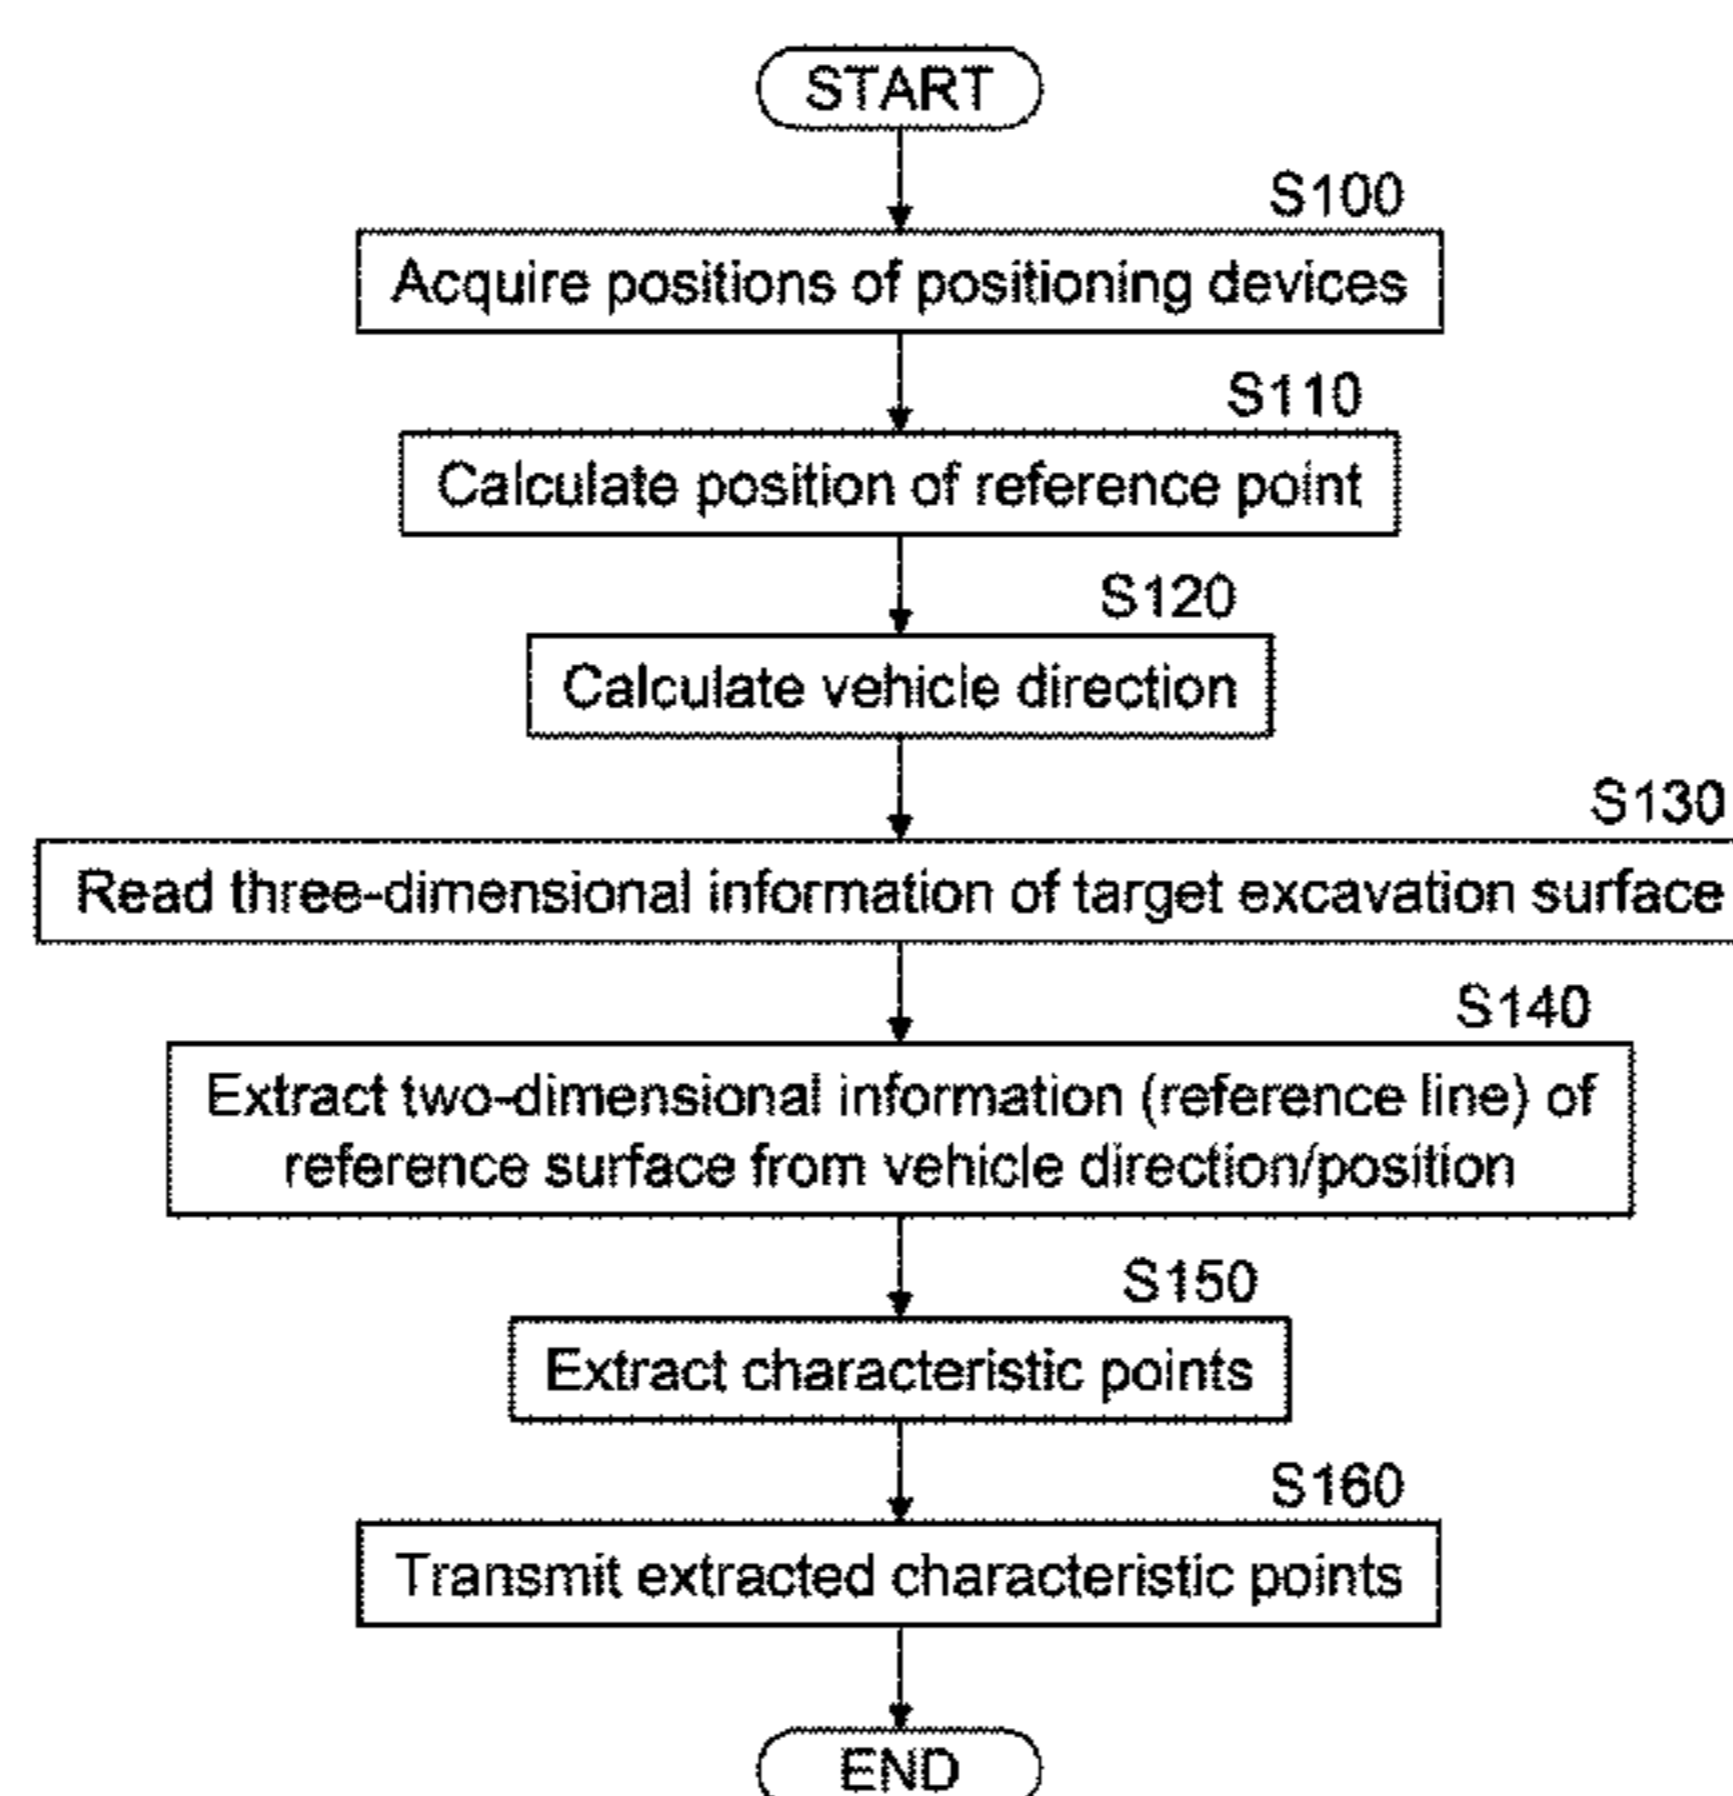 START
S100
Acquire positions of positioning devices
S110
Calculate position of reference point
S120
Calculate vehicle direction
S130
Read three-dimensional information of target excavation surface
S140
Extract two-dimensional information (reference line) of
reference surface from vehicle direction/position
S150
Extract characteristic points
S160
Transmit extracted characteristic points
END